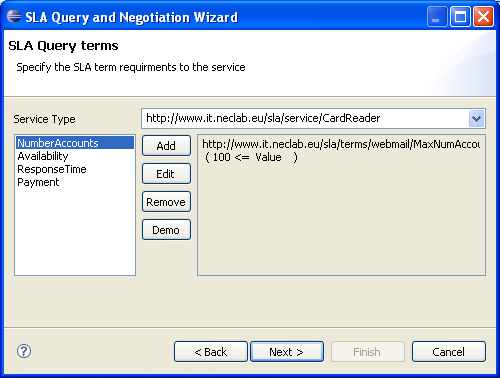 SLA Query and Negotiation Wizard
SLA Query terms
Specify the SLA term requirments to the service
Service Type
http://www.it.neclab.eu/sla/service/CardReader
NumberAccounts
Availability
ResponseTime
Payment
Add
Edit
Remove
Demo
http://www.it.neclab.eu/sla/terms/webmail/MaxNumAccou
( 100 <= Value )
?
< Back
Next >
Finish
Cancel